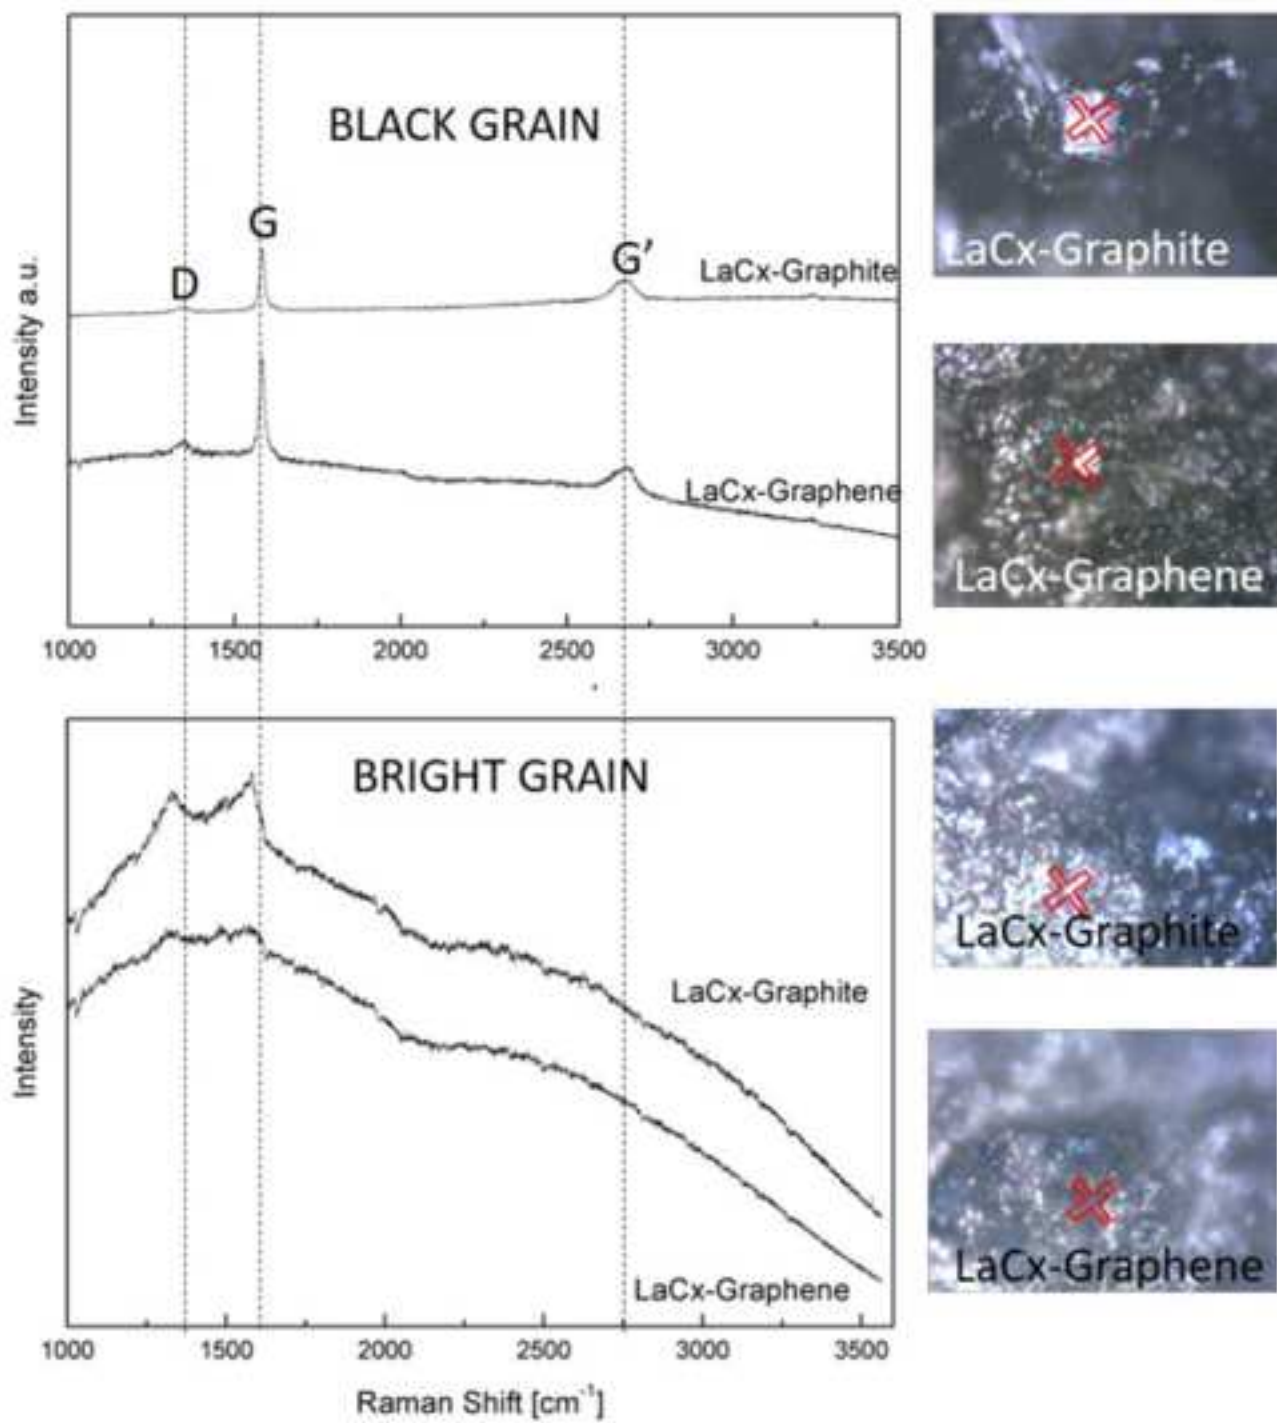 BLACK GRAIN
D
G
G’
LaCx-Graphite
LaCx-Graphene
Intensity a.u.
1000 1500 2000 2500 3000 3500
LaCx-Graphite
LaCx-Graphene
BRIGHT GRAIN
LaCx-Graphite
LaCx-Graphene
Intensity
1000 1500 2000 2500 3000 3500
Raman Shift [cm⁻¹]
LaCx-Graphite
LaCx-Graphene